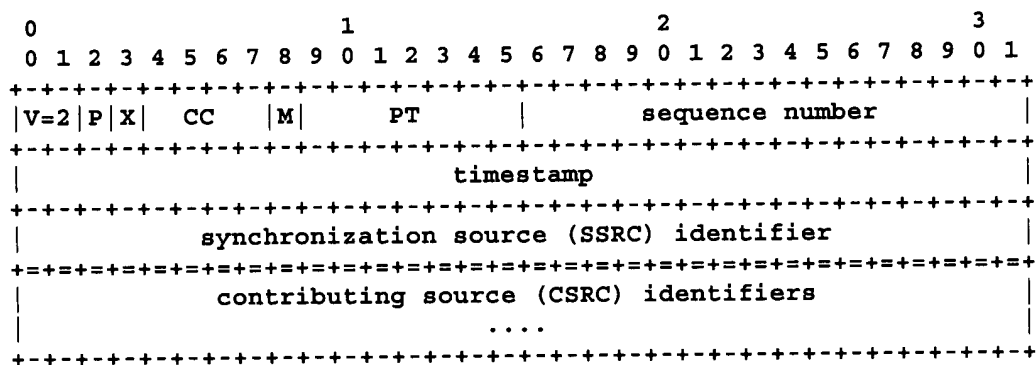 0                   1                   2                   3
0 1 2 3 4 5 6 7 8 9 0 1 2 3 4 5 6 7 8 9 0 1 2 3 4 5 6 7 8 9 0 1
+-+-+-+-+-+-+-+-+-+-+-+-+-+-+-+-+-+-+-+-+-+-+-+-+-+-+-+-+-+-+-+-+
|V=2|P|X|  CC   |M|     PT      |       sequence number         |
+-+-+-+-+-+-+-+-+-+-+-+-+-+-+-+-+-+-+-+-+-+-+-+-+-+-+-+-+-+-+-+-+
|                           timestamp                           |
+-+-+-+-+-+-+-+-+-+-+-+-+-+-+-+-+-+-+-+-+-+-+-+-+-+-+-+-+-+-+-+-+
|           synchronization source (SSRC) identifier            |
+=+=+=+=+=+=+=+=+=+=+=+=+=+=+=+=+=+=+=+=+=+=+=+=+=+=+=+=+=+=+=+=+
|            contributing source (CSRC) identifiers             |
|                             ....                              |
+-+-+-+-+-+-+-+-+-+-+-+-+-+-+-+-+-+-+-+-+-+-+-+-+-+-+-+-+-+-+-+-+